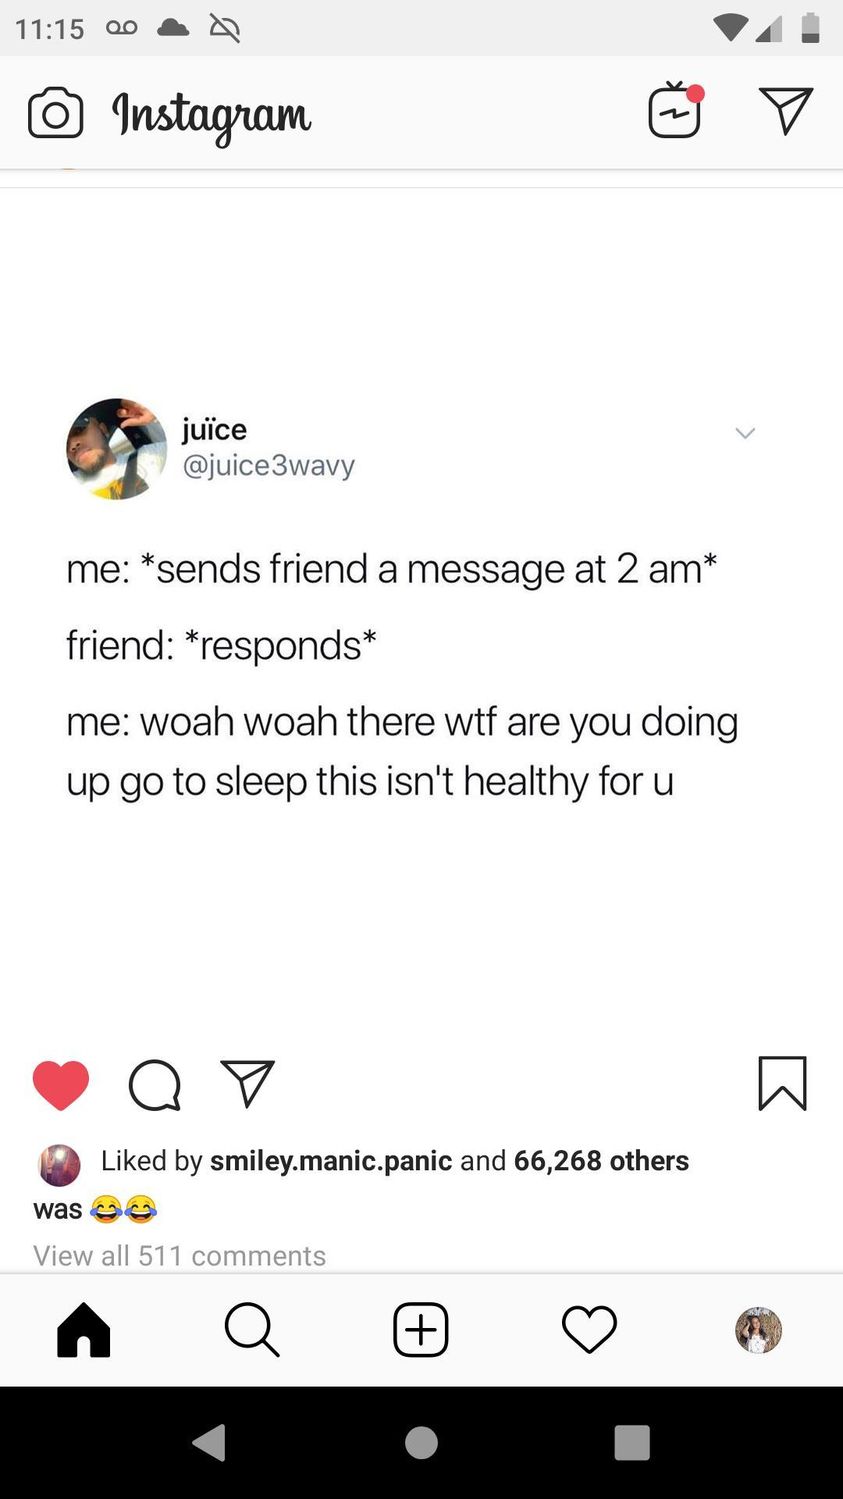 11:15
Instagram
juïce
@juice3wavy
me: *sends friend a message at 2 am*
friend: *responds*
me: woah woah there wtf are you doing
up go to sleep this isn't healthy for u
Liked by smiley.manic.panic and 66,268 others
was 😂😂
View all 511 comments